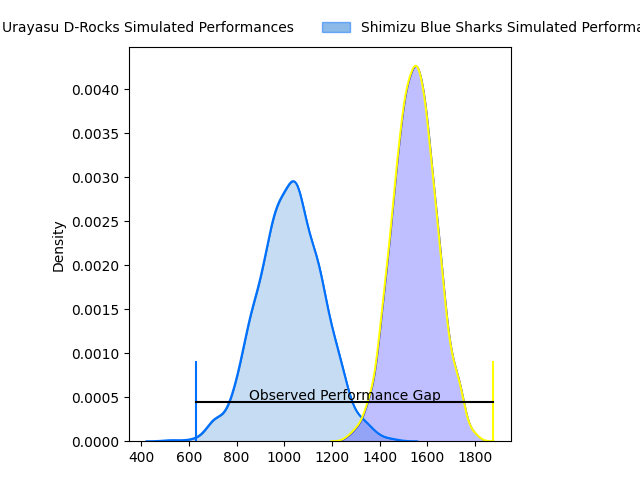 Urayasu D-Rocks Simulated Performances
Shimizu Blue Sharks Simulated
Density
0.0040
0.0035
0.0030
0.0025
0.0020
0.0015
0.0010
0.0005
0.0000
Observed Performance Gap
400 600 800 1000 1200 1400 1600 1800